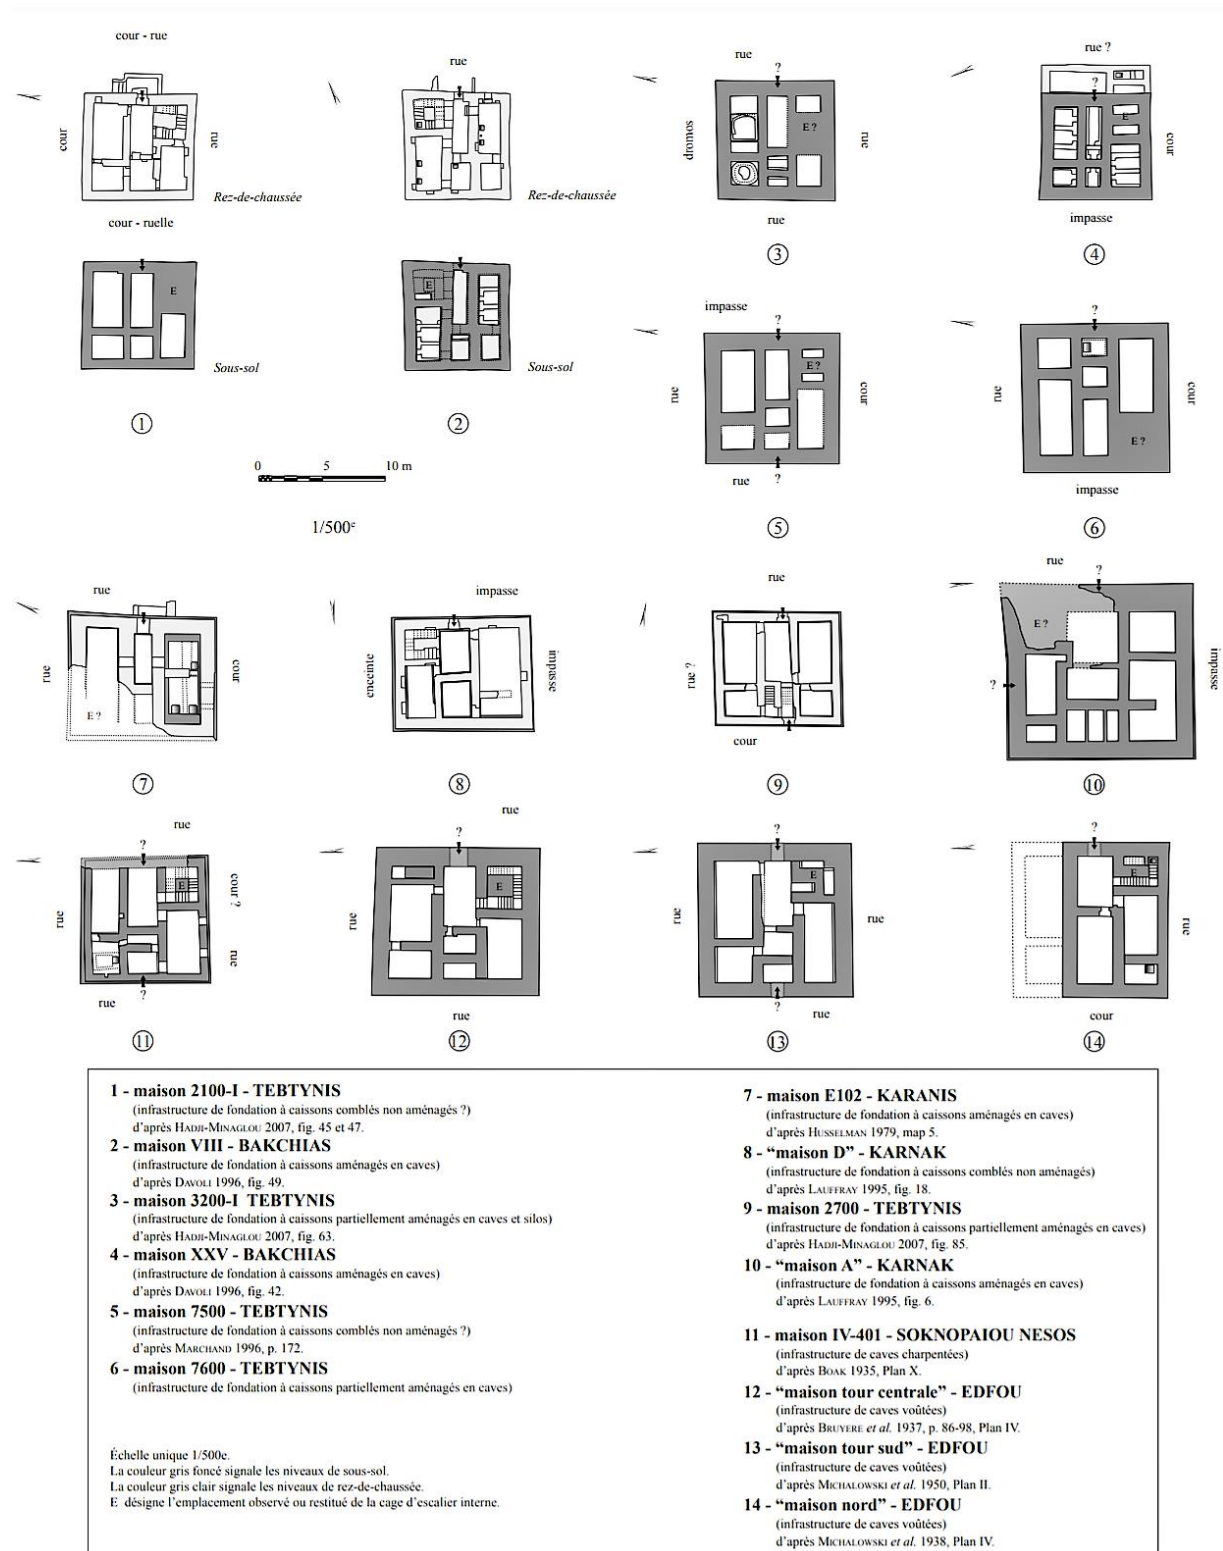 cour - rue
cour
rue
Rez-de-chaussée
cour - ruelle
E
Sous-sol
1
rue
Rez-de-chaussée
E
Sous-sol
2
rue
?
dromos
E ?
rue
rue
3
rue ?
?
E
cour
impasse
4
0 5 10 m
1/500e
impasse
?
rue
E ?
cour
rue ?
5
?
rue
cour
E ?
impasse
6
rue
rue
cour
E ?
7
impasse
enceinte
impasse
8
rue
rue ?
cour
9
rue
?
E ?
?
impasse
10
rue
?
E
cour ?
rue
rue
rue ?
11
rue
?
E
rue
rue
12
?
E
rue
rue
? rue
13
?
E
rue
cour
14
1 - maison 2100-I - TEBTYNIS
(infrastructure de fondation à caissons comblés non aménagés ?)
d'après HADJI-MINAGLOU 2007, fig. 45 et 47.
2 - maison VIII - BAKCHIAS
(infrastructure de fondation à caissons aménagés en caves)
d'après DAVOLI 1996, fig. 49.
3 - maison 3200-I TEBTYNIS
(infrastructure de fondation à caissons partiellement aménagés en caves et silos)
d'après HADJI-MINAGLOU 2007, fig. 63.
4 - maison XXV - BAKCHIAS
(infrastructure de fondation à caissons aménagés en caves)
d'après DAVOLI 1996, fig. 42.
5 - maison 7500 - TEBTYNIS
(infrastructure de fondation à caissons comblés non aménagés ?)
d'après MARCHAND 1996, p. 172.
6 - maison 7600 - TEBTYNIS
(infrastructure de fondation à caissons partiellement aménagés en caves)
Échelle unique 1/500e.
La couleur gris foncé signale les niveaux de sous-sol.
La couleur gris clair signale les niveaux de rez-de-chaussée.
E désigne l'emplacement observé ou restitué de la cage d'escalier interne.
7 - maison E102 - KARANIS
(infrastructure de fondation à caissons aménagés en caves)
d'après HUSSELMAN 1979, map 5.
8 - “maison D” - KARNAK
(infrastructure de fondation à caissons comblés non aménagés)
d'après LAUFFRAY 1995, fig. 18.
9 - maison 2700 - TEBTYNIS
(infrastructure de fondation à caissons partiellement aménagés en caves)
d'après HADJI-MINAGLOU 2007, fig. 85.
10 - “maison A” - KARNAK
(infrastructure de fondation à caissons aménagés en caves)
d'après LAUFFRAY 1995, fig. 6.
11 - maison IV-401 - SOKNOPAIOU NESOS
(infrastructure de caves charpentées)
d'après BOAK 1935, Plan X.
12 - “maison tour centrale” - EDFOU
(infrastructure de caves voûtées)
d'après BRUYERE et al. 1937, p. 86-98, Plan IV.
13 - “maison tour sud” - EDFOU
(infrastructure de caves voûtées)
d'après MICHALOWSKI et al. 1950, Plan II.
14 - “maison nord” - EDFOU
(infrastructure de caves voûtées)
d'après MICHALOWSKI et al. 1938, Plan IV.